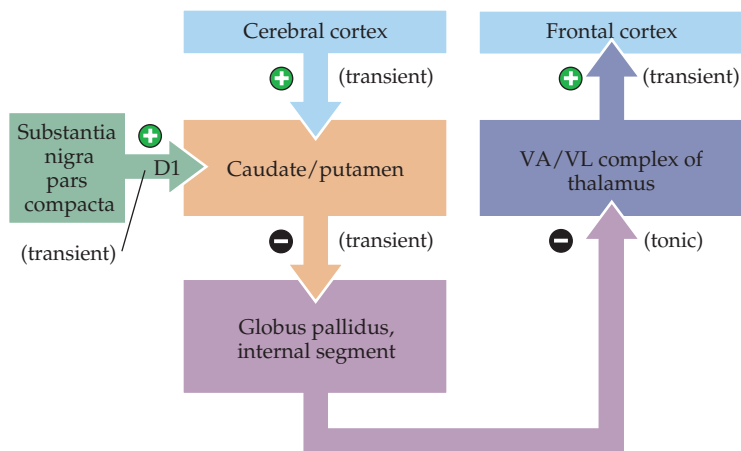 Cerebral cortex
Frontal cortex
+
(transient)
+
(transient)
Substantia
nigra
pars
compacta
+
D1
(transient)
Caudate/putamen
VA/VL complex of
thalamus
−
(transient)
−
(tonic)
Globus pallidus,
internal segment